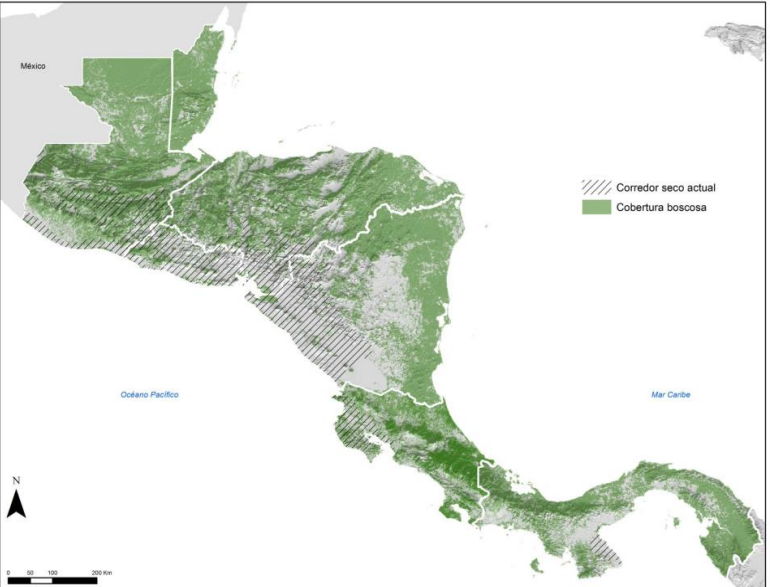 México
Corredor seco actual
Cobertura boscosa
Océano Pacífico
Mar Caribe
N
0 50 100 200 Km